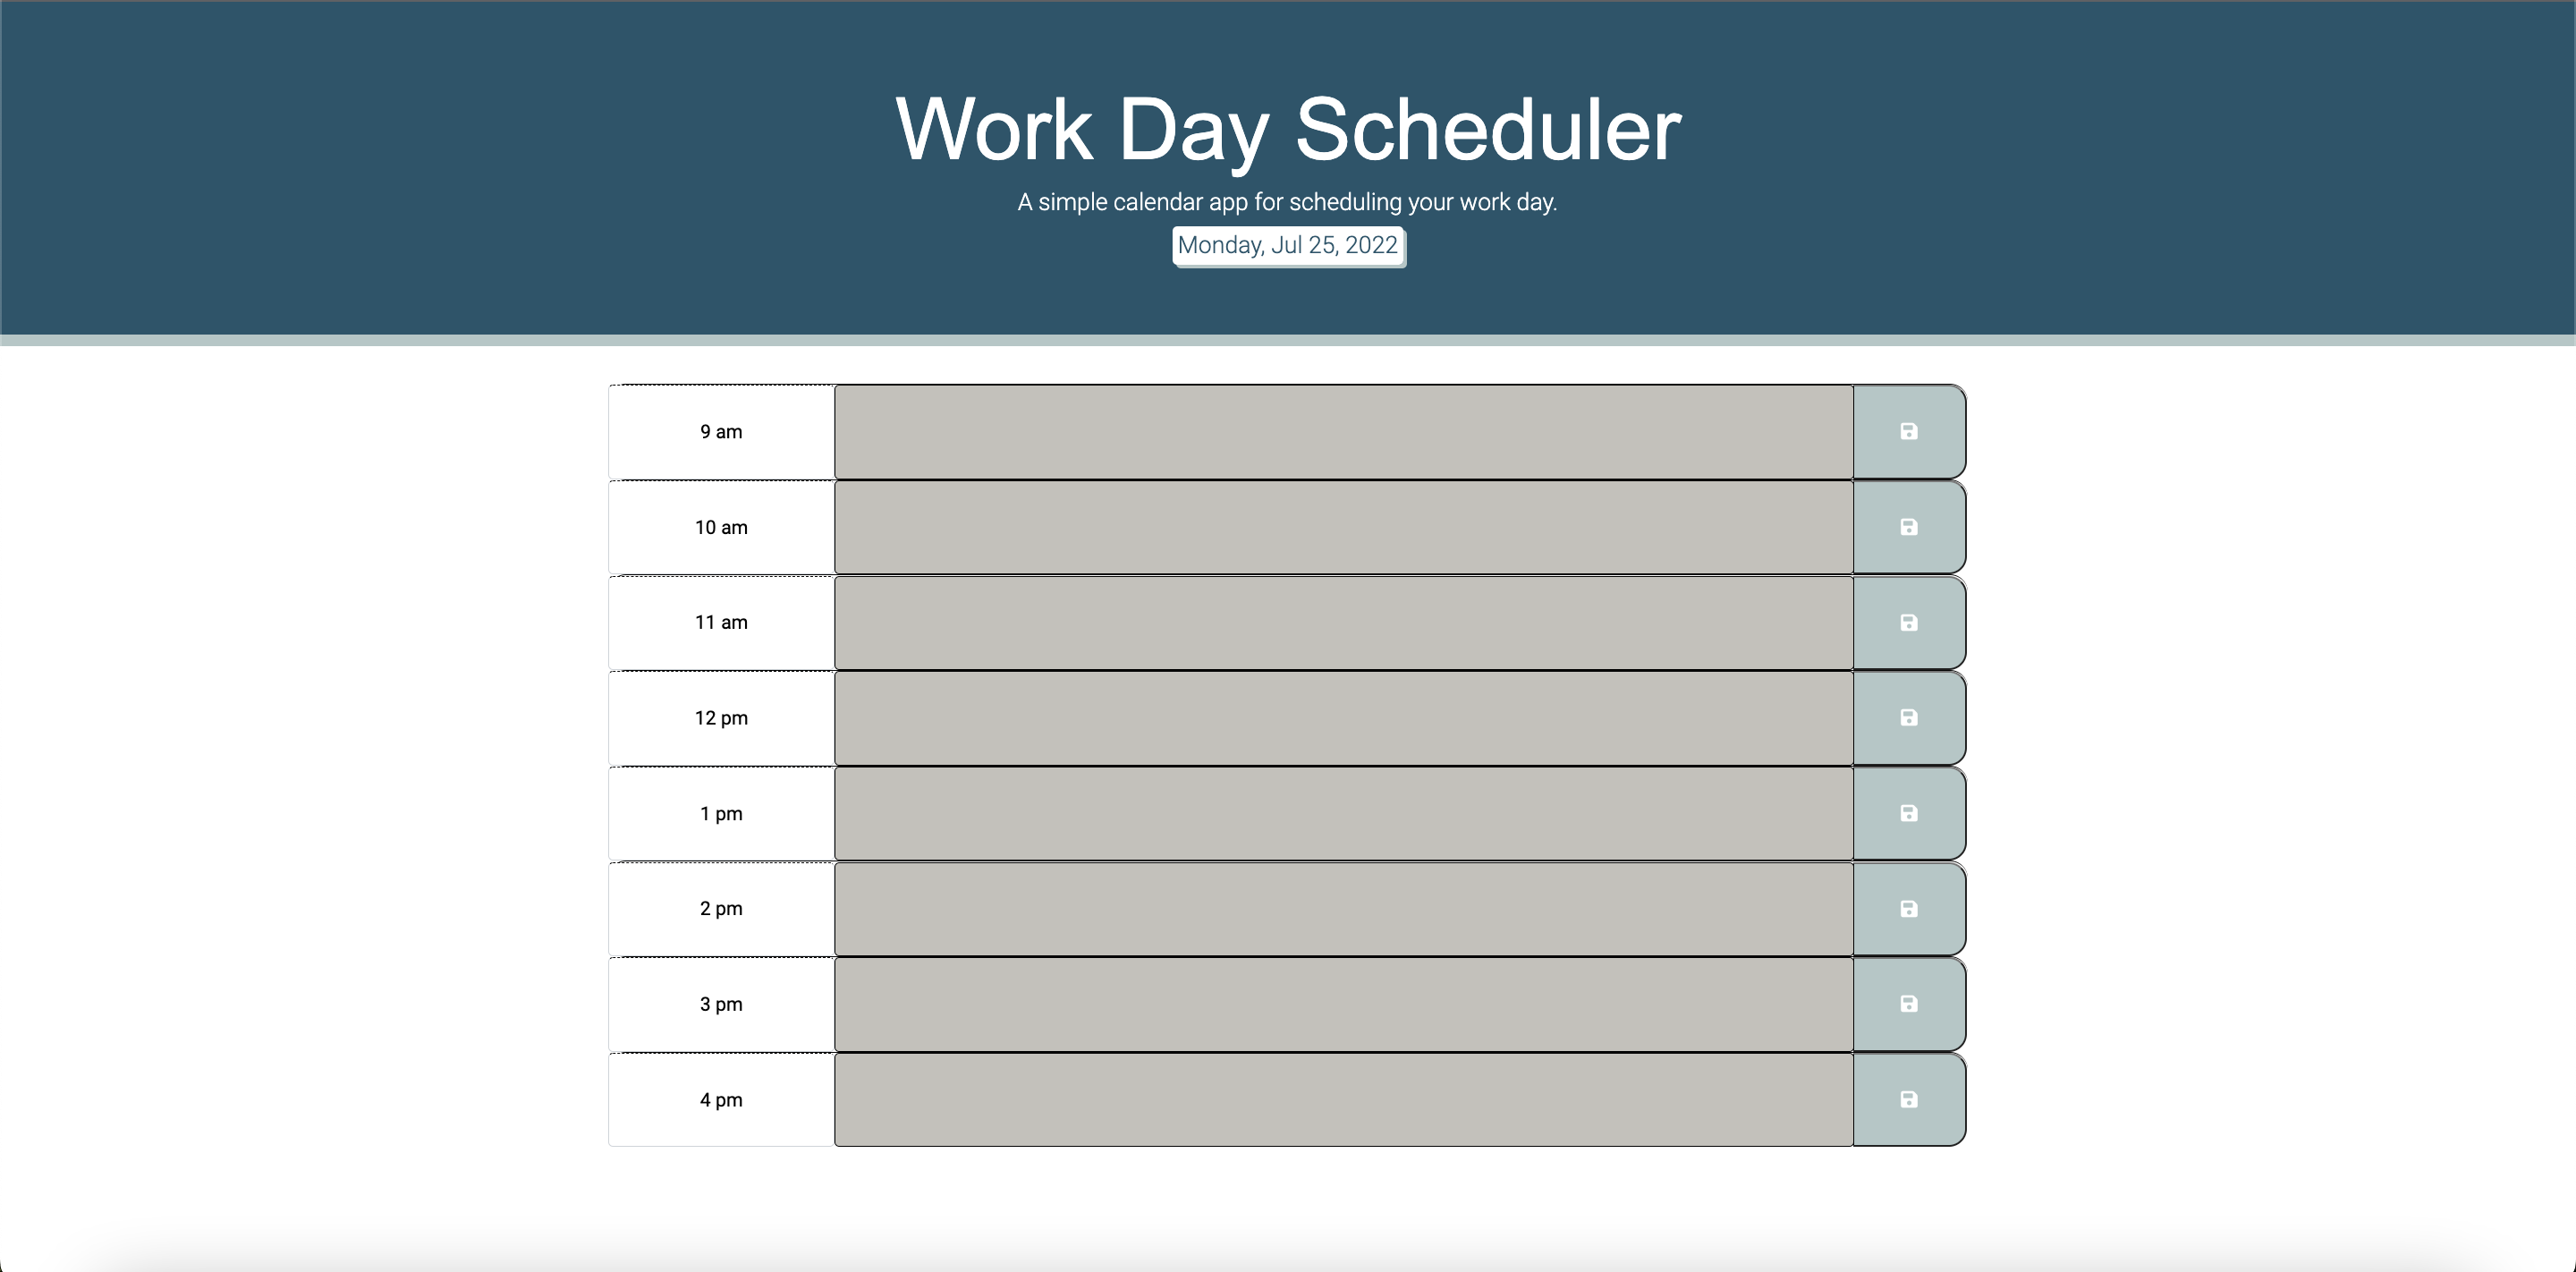 Work Day Scheduler
A simple calendar app for scheduling your work day.
Monday, Jul 25, 2022
9 am
10 am
11 am
12 pm
1 pm
2 pm
3 pm
4 pm